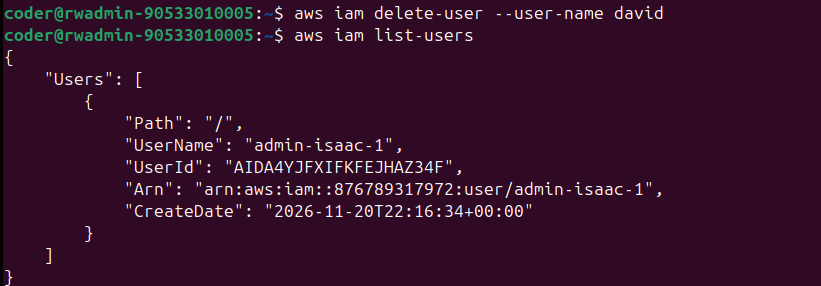 coder@rwadmin-90533010005:~$ aws iam delete-user --user-name david
coder@rwadmin-90533010005:~$ aws iam list-users
{
    "Users": [
        {
            "Path": "/",
            "UserName": "admin-isaac-1",
            "UserId": "AIDA4YJFXIFKFEJHAZ34F",
            "Arn": "arn:aws:iam::876789317972:user/admin-isaac-1",
            "CreateDate": "2026-11-20T22:16:34+00:00"
        }
    ]
}